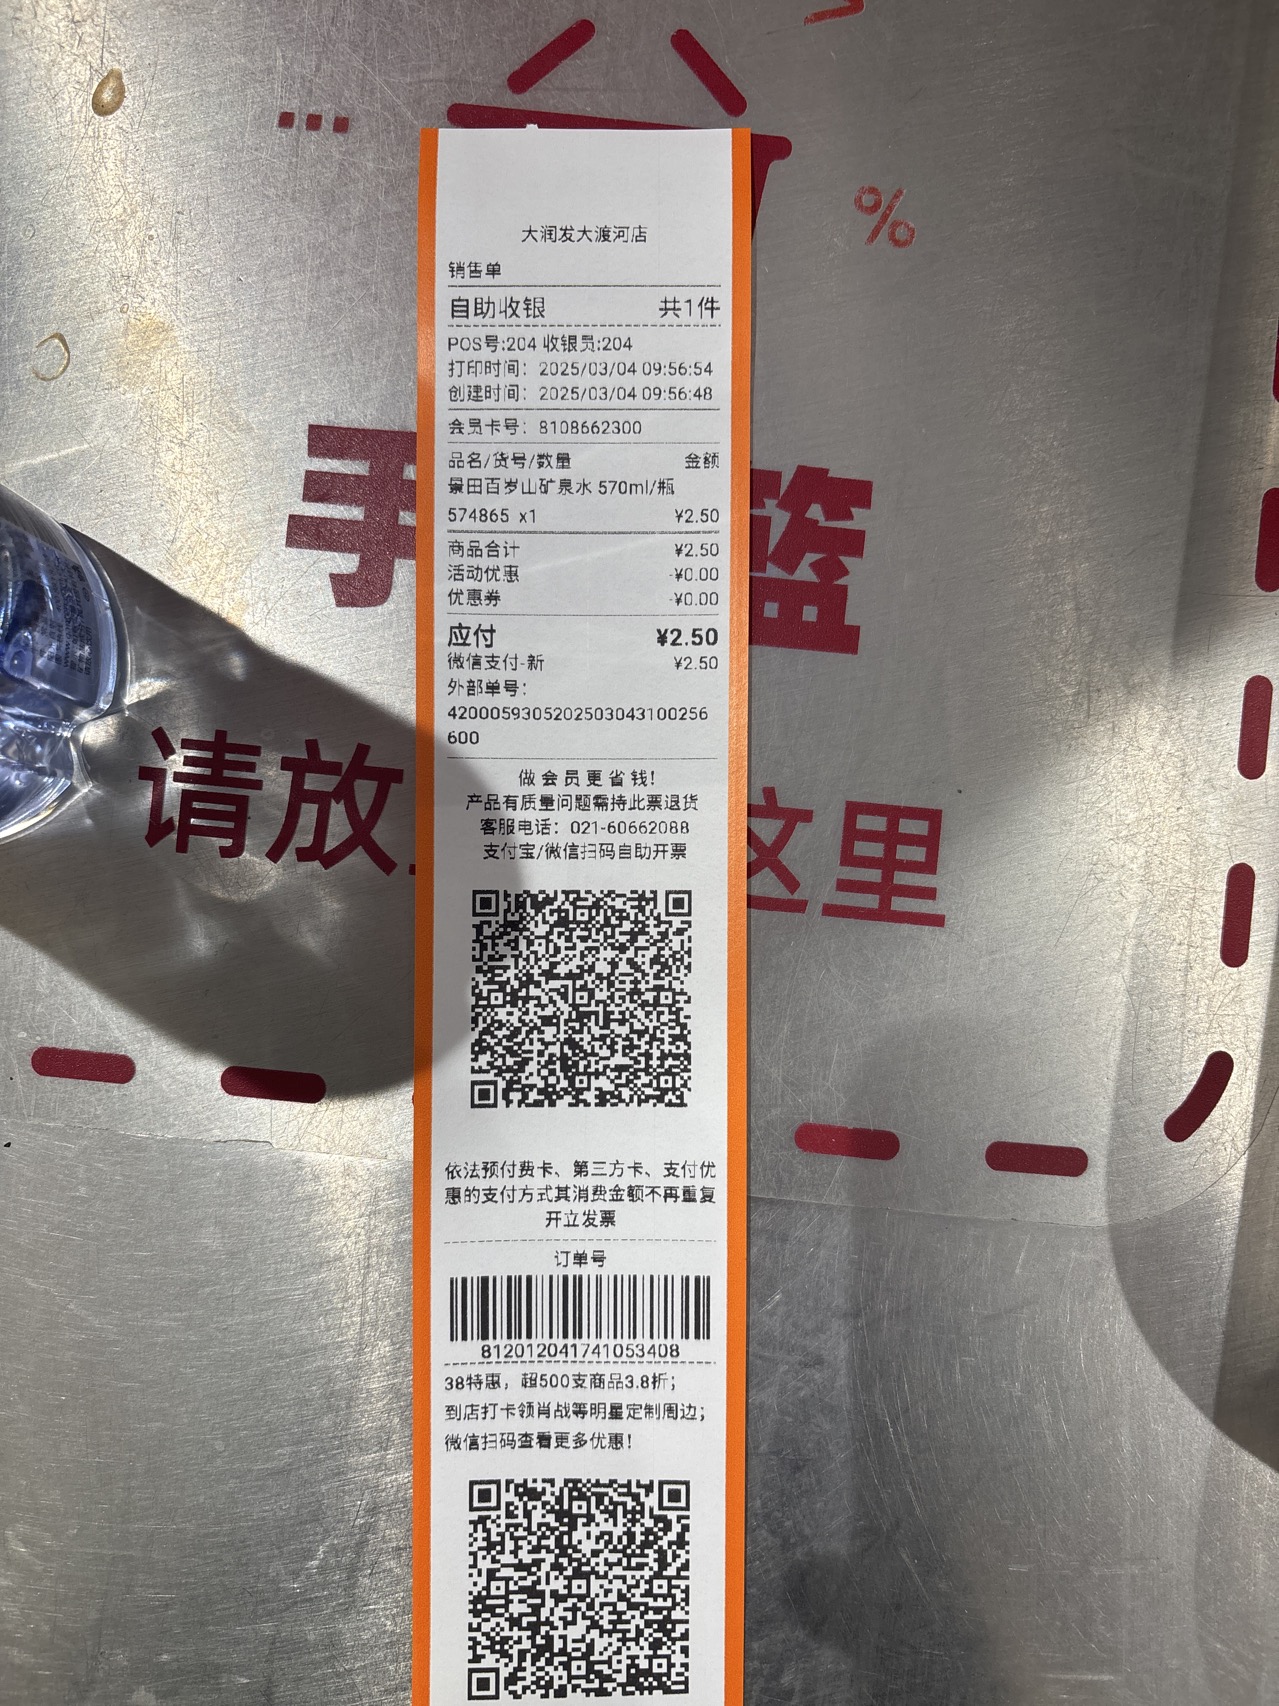 %
大润发大渡河店
销售单
自助收银 共1件
POS号:204 收银员:204
打印时间：2025/03/04 09:56:54
创建时间：2025/03/04 09:56:48
会员卡号：8108662300
品名/货号/数量 金额
景田百岁山矿泉水 570ml/瓶
574865 x1 ¥2.50
商品合计 ¥2.50
活动优惠 -¥0.00
优惠券 -¥0.00
应付 ¥2.50
微信支付-新 ¥2.50
外部单号：
4200059305202503043100256
600
做会员更省钱!
产品有质量问题需持此票退货
客服电话：021-60662088
支付宝/微信扫码自助开票
依法预付费卡、第三方卡、支付优
惠的支付方式其消费金额不再重复
开立发票
订单号
812012041741053408
38特惠，超500支商品3.8折；
到店打卡领肖战等明星定制周边；
微信扫码查看更多优惠!
手 篮
请放 这里